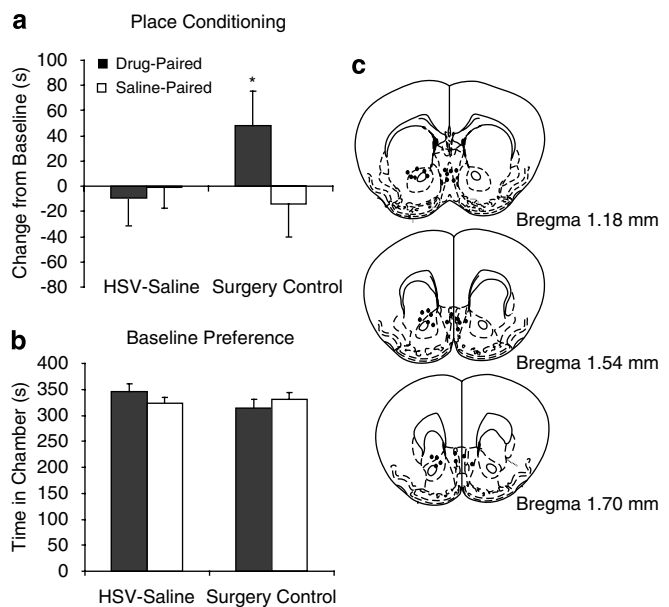 a
Place Conditioning
Drug-Paired
Saline-Paired
*
Change from Baseline (s)
100
80
60
40
20
0
-20
-40
-60
-80
HSV-Saline
Surgery Control
b
Baseline Preference
Time in Chamber (s)
400
350
300
250
200
150
100
50
0
HSV-Saline
Surgery Control
c
Bregma 1.18 mm
Bregma 1.54 mm
Bregma 1.70 mm